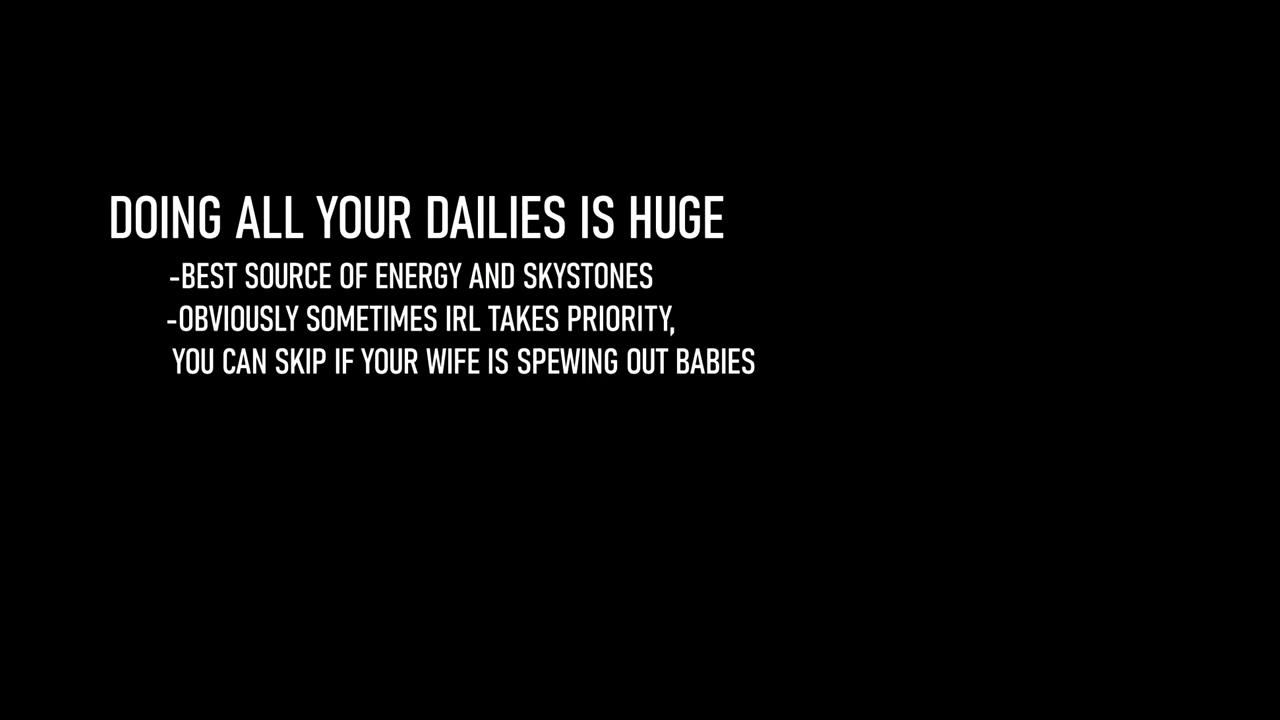 DOING ALL YOUR DAILIES IS HUGE
-BEST SOURCE OF ENERGY AND SKYSTONES
-OBVIOUSLY SOMETIMES IRL TAKES PRIORITY,
YOU CAN SKIP IF YOUR WIFE IS SPEWING OUT BABIES